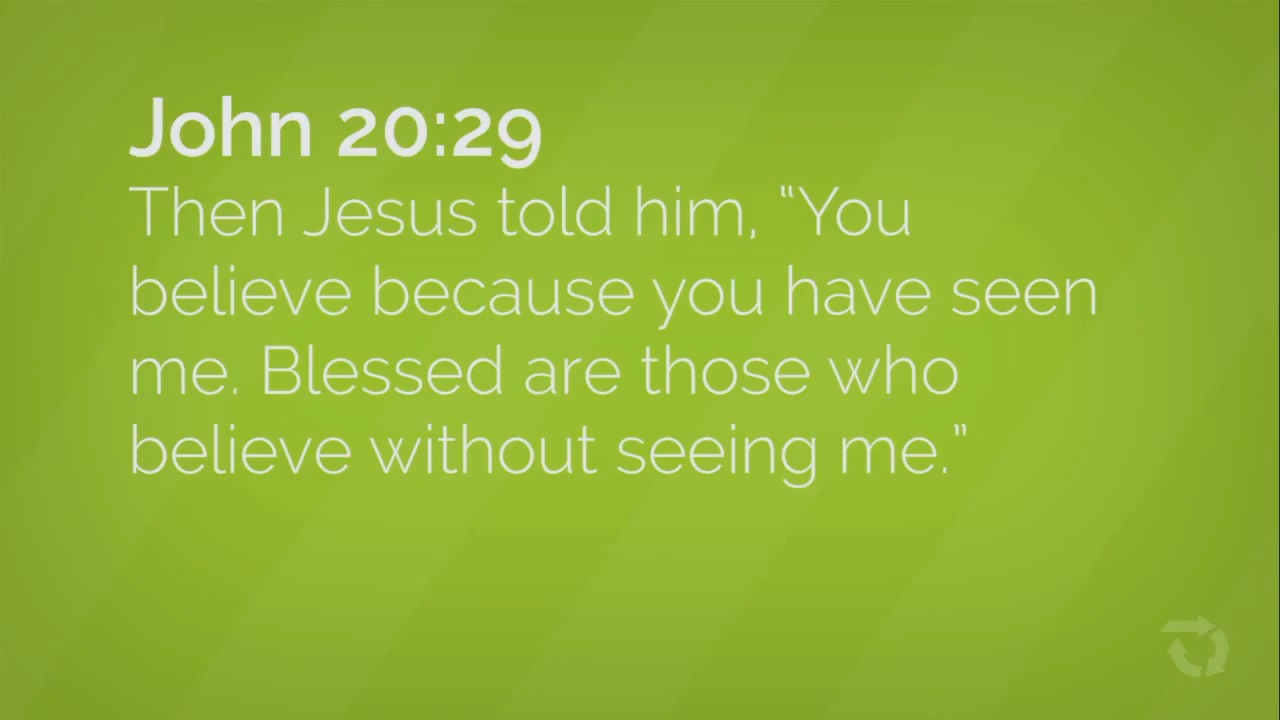 John 20:29
Then Jesus told him, “You
believe because you have seen
me. Blessed are those who
believe without seeing me.”